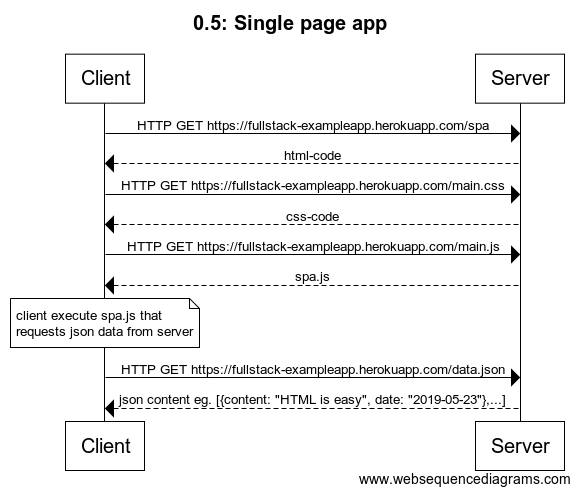 0.5: Single page app
Client Server
HTTP GET https://fullstack-exampleapp.herokuapp.com/spa
html-code
HTTP GET https://fullstack-exampleapp.herokuapp.com/main.css
css-code
HTTP GET https://fullstack-exampleapp.herokuapp.com/main.js
spa.js
client execute spa.js that
requests json data from server
HTTP GET https://fullstack-exampleapp.herokuapp.com/data.json
json content eg. [{content: "HTML is easy", date: "2019-05-23"},...]
Client Server
www.websequencediagrams.com